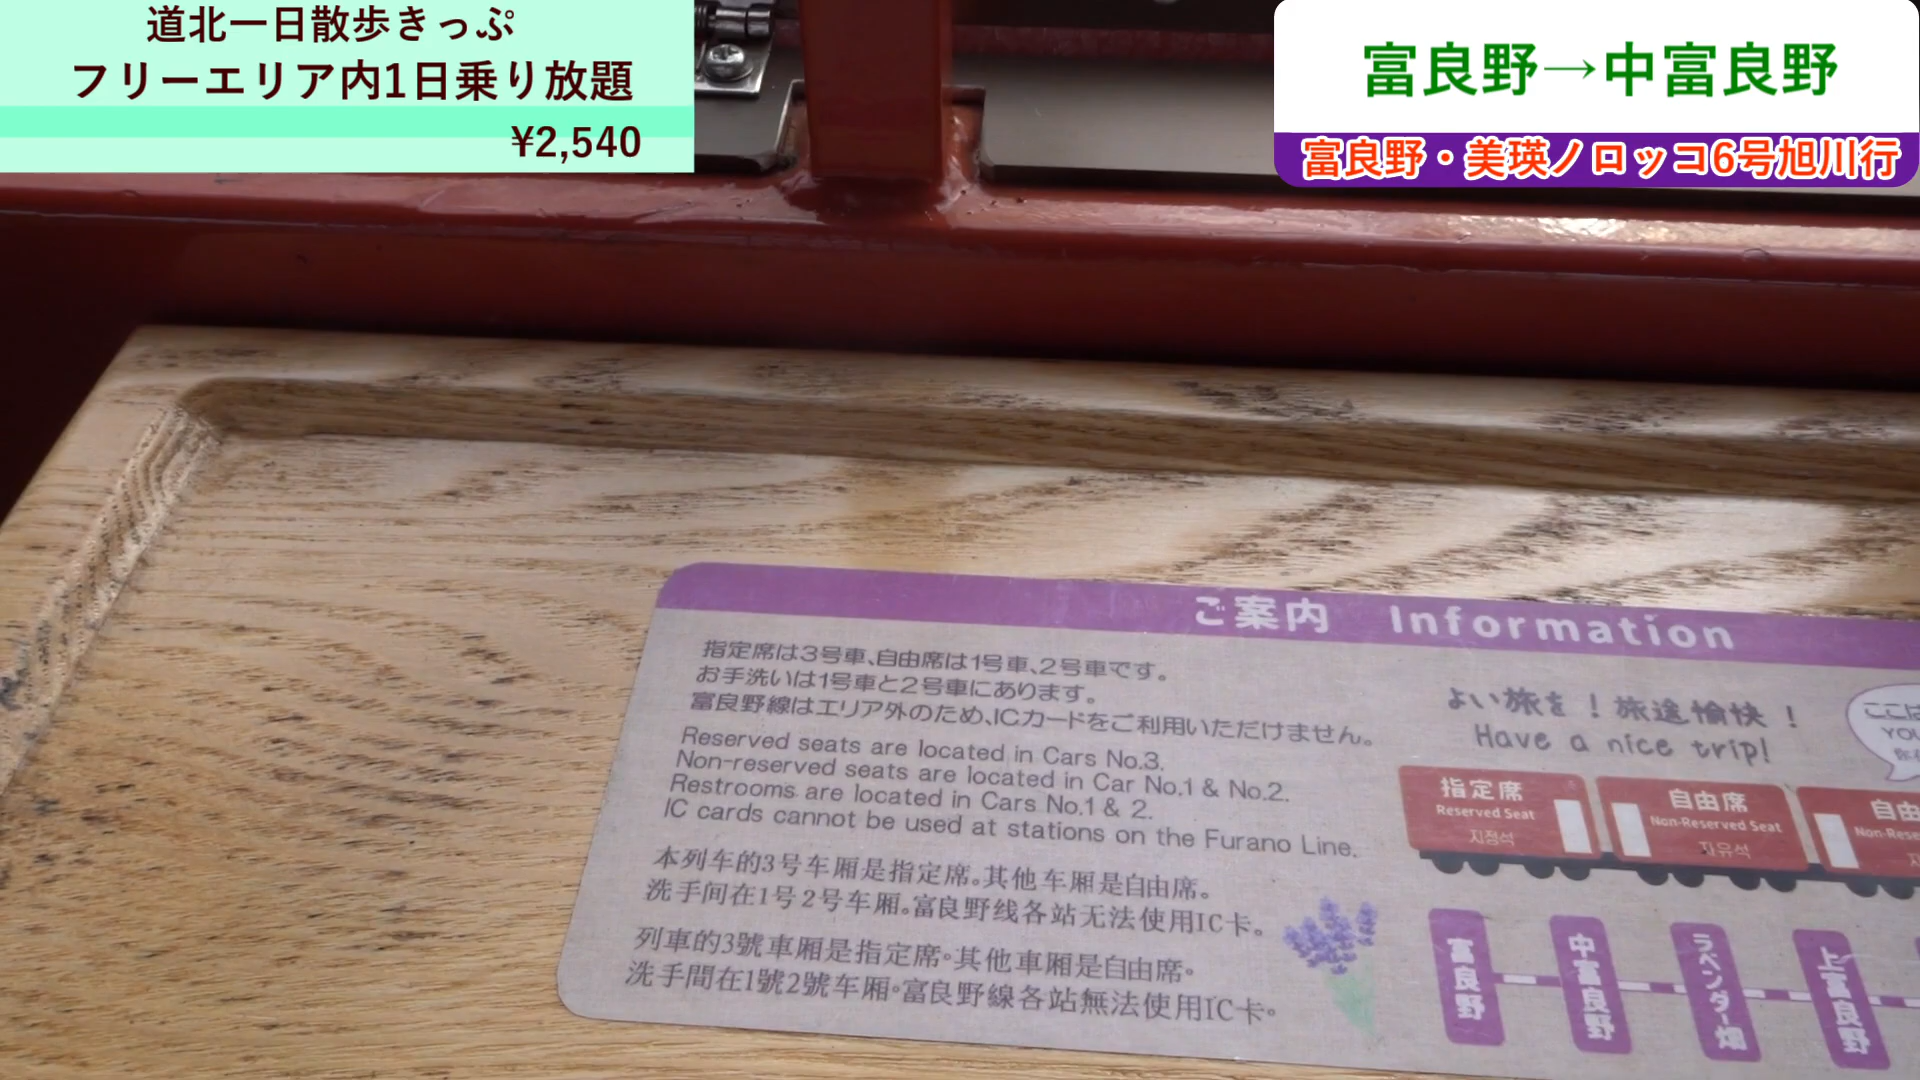 道北一日散歩きっぷ
フリーエリア内1日乗り放題
¥2,540
富良野→中富良野
富良野・美瑛ノロッコ6号旭川行
ご案内 Information
指定席は3号車、自由席は1号車、2号車です。
お手洗いは1号車と2号車にあります。
富良野線はエリア外のため、ICカードをご利用いただけません。
Reserved seats are located in Cars No.3.
Non-reserved seats are located in Car No.1 & No.2.
Restrooms are located in Cars No.1 & 2.
IC cards cannot be used at stations on the Furano Line.
本列车的3号车厢是指定席。其他车厢是自由席。
洗手间在1号2号车厢。富良野线各站无法使用IC卡。
列車的3號車厢是指定席。其他車厢是自由席。
洗手間在1號2號车厢。富良野線各站無法使用IC卡。
よい旅を！旅途愉快！
Have a nice trip!
ここは
YOU
指定席
Reserved Seat
지정석
自由席
Non-Reserved Seat
자유석
自由
Non-Rese
富良野
中富良野
ラベンダー畑
上富良野